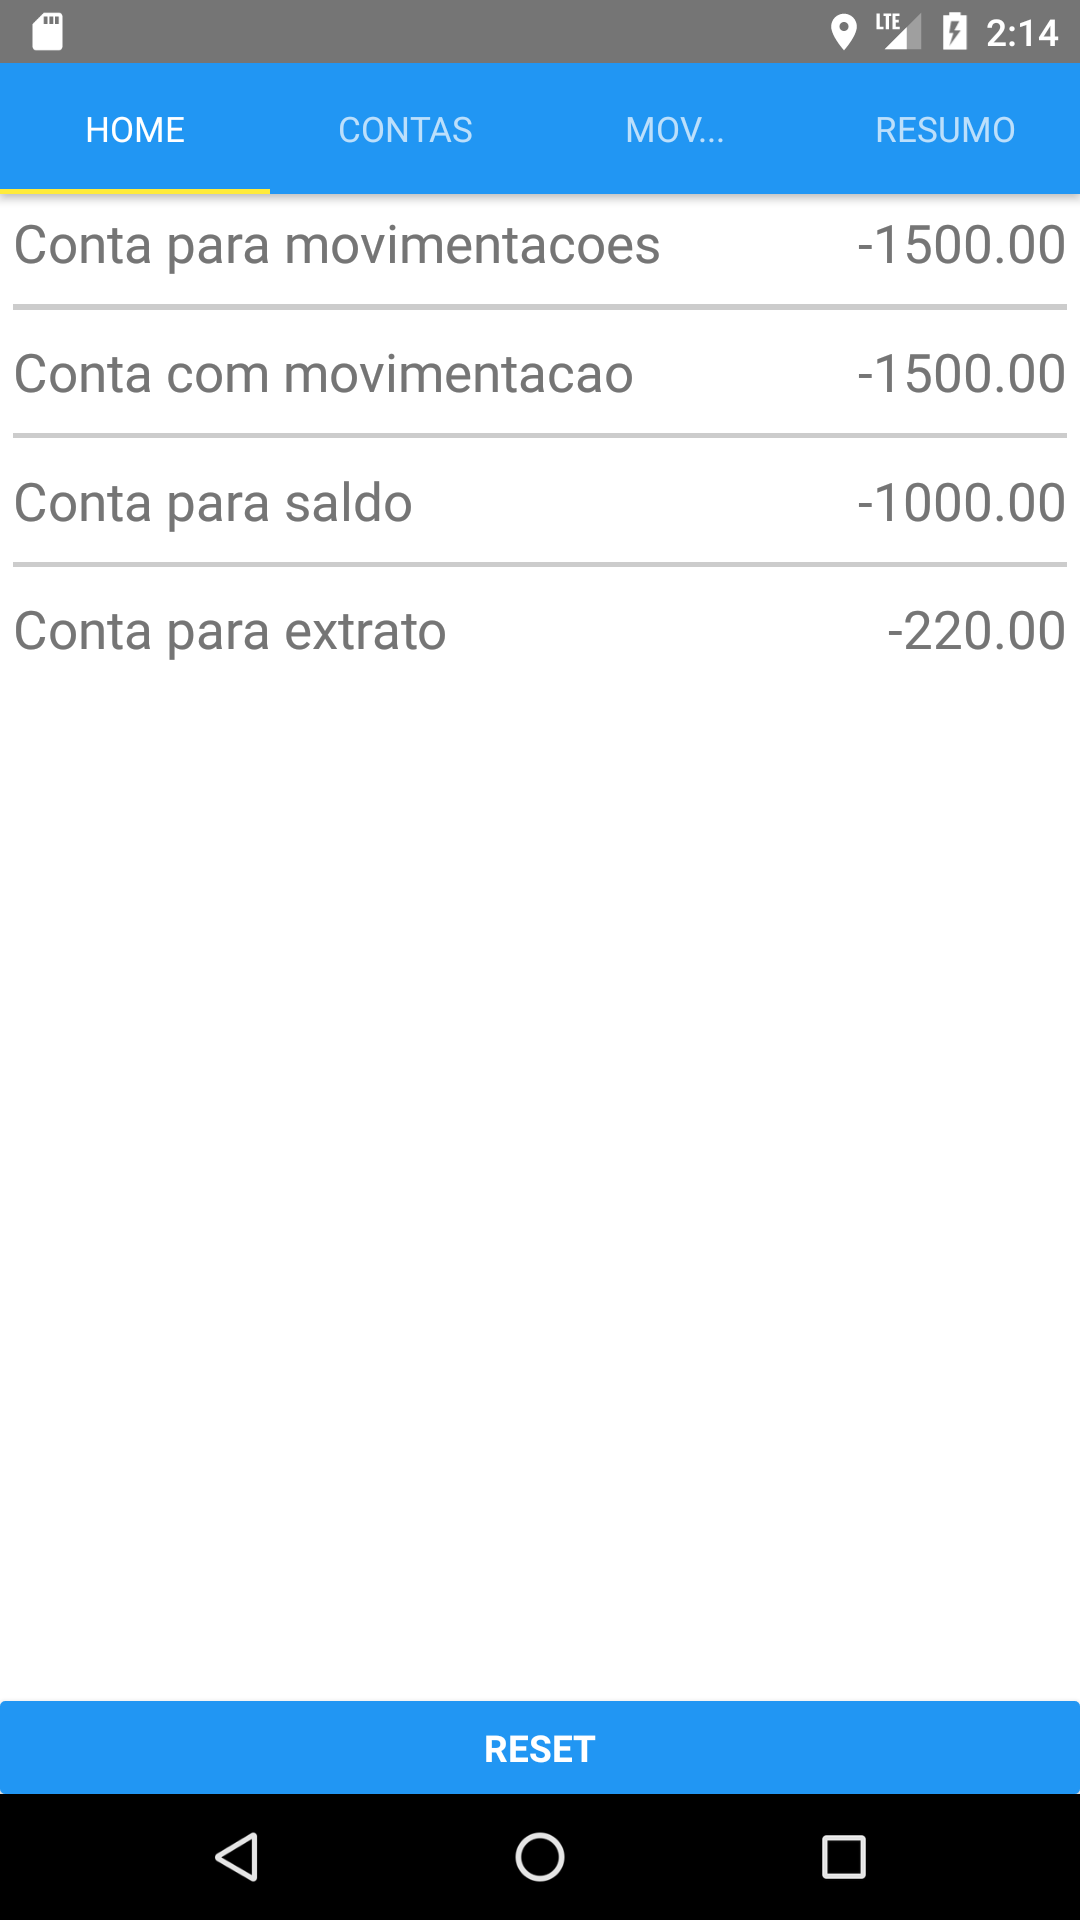 LTE 2:14
HOME CONTAS MOV... RESUMO
Conta para movimentacoes -1500.00
Conta com movimentacao -1500.00
Conta para saldo -1000.00
Conta para extrato -220.00
RESET